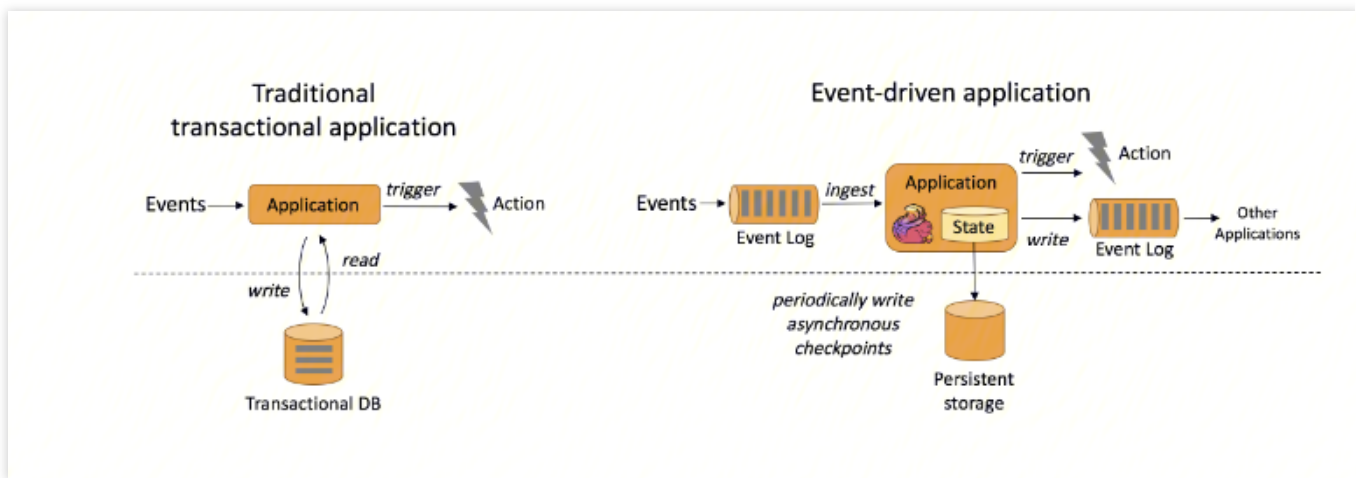 Traditional
transactional application
Events
Application
trigger
Action
read
write
Transactional DB
Event-driven application
Events
Event Log
ingest
Application
State
trigger
Action
write
Event Log
Other
Applications
periodically write
asynchronous
checkpoints
Persistent
storage